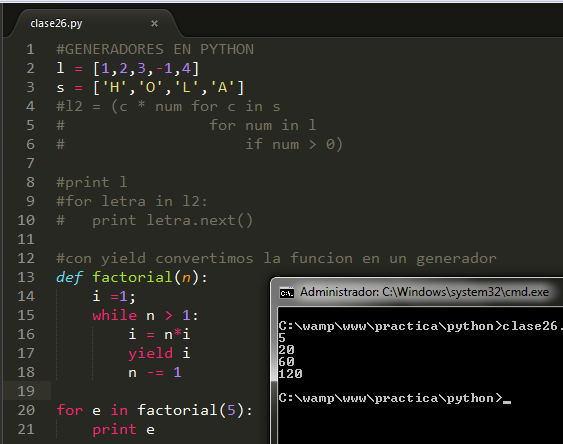 clase26.py ×
1 #GENERADORES EN PYTHON
2 l = [1,2,3,-1,4]
3 s = ['H','O','L','A']
4 #l2 = (c * num for c in s
5 #                for num in l
6 #                    if num > 0)
7
8 #print l
9 #for letra in l2:
10 #   print letra.next()
11
12 #con yield convertimos la funcion en un generador
13 def factorial(n):
14     i =1;
15     while n > 1:
16         i = n*i
17         yield i
18         n -= 1
19
20 for e in factorial(5):
21     print e
Administrador: C:\Windows\system32\cmd.exe
C:\wamp\www\practica\python>clase26.
5
20
60
120
C:\wamp\www\practica\python>_